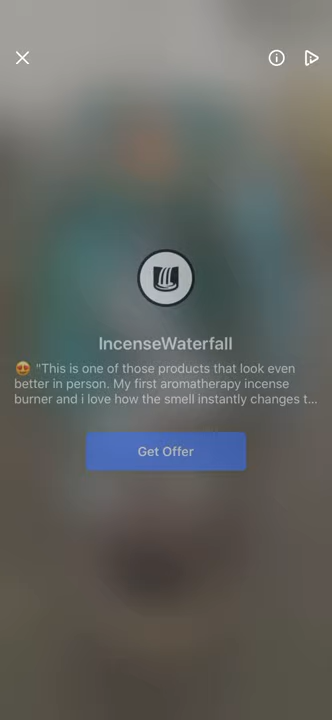 IncenseWaterfall
😍 "This is one of those products that look even
better in person. My first aromatherapy incense
burner and i love how the smell instantly changes t...
Get Offer